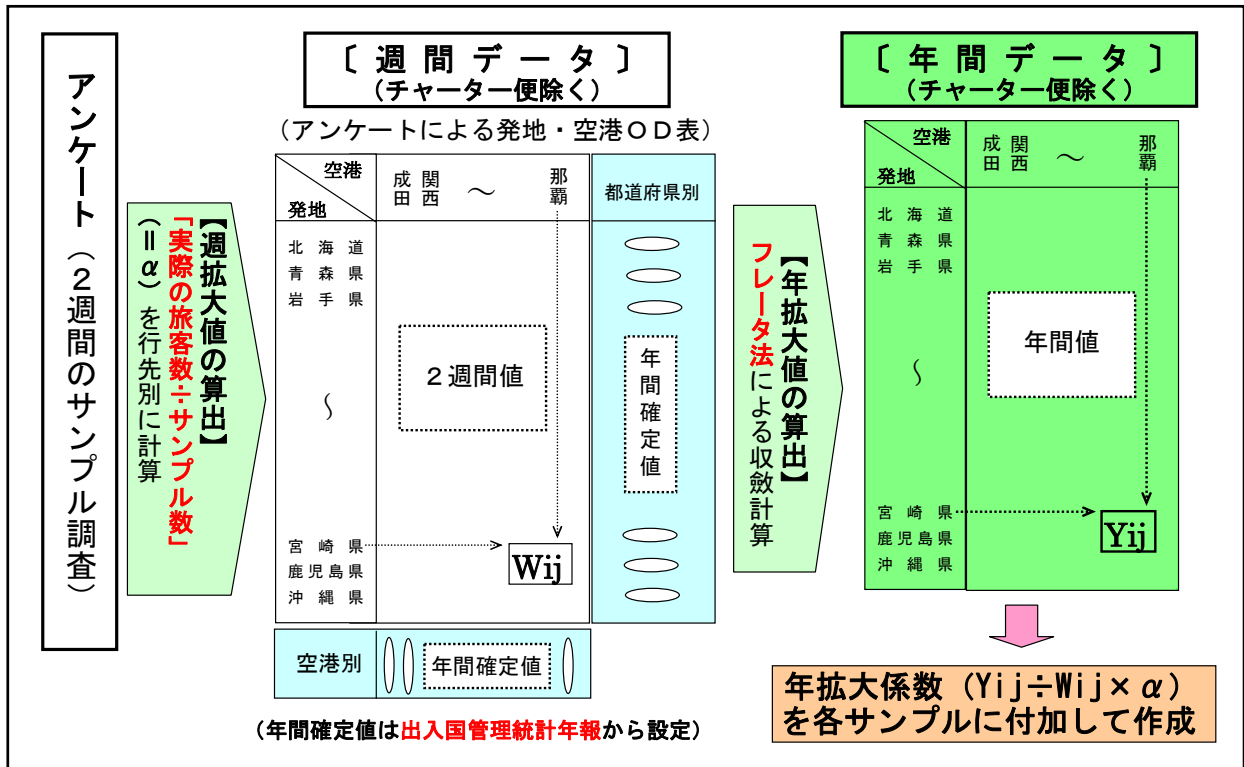 アンケート（２週間のサンプル調査）
【週拡大値の算出】
「実際の旅客数÷サンプル数」
（＝α）を行先別に計算
〔 週 間 デ ー タ 〕
（チャーター便除く）
（アンケートによる発地・空港ＯＤ表）
空港
発地
成田
関西
～
那覇
都道府県別
北 海 道
青 森 県
岩 手 県
～
２週間値
年間確定値
宮 崎 県
鹿児島県
沖 縄 県
Wij
空港別
年間確定値
（年間確定値は出入国管理統計年報から設定）
【年拡大値の算出】
フレータ法による収斂計算
〔 年 間 デ ー タ 〕
（チャーター便除く）
空港
発地
成田
関西
～
那覇
北 海 道
青 森 県
岩 手 県
～
年間値
宮 崎 県
鹿児島県
沖 縄 県
Yij
年拡大係数（Yij÷Wij×α）
を各サンプルに付加して作成